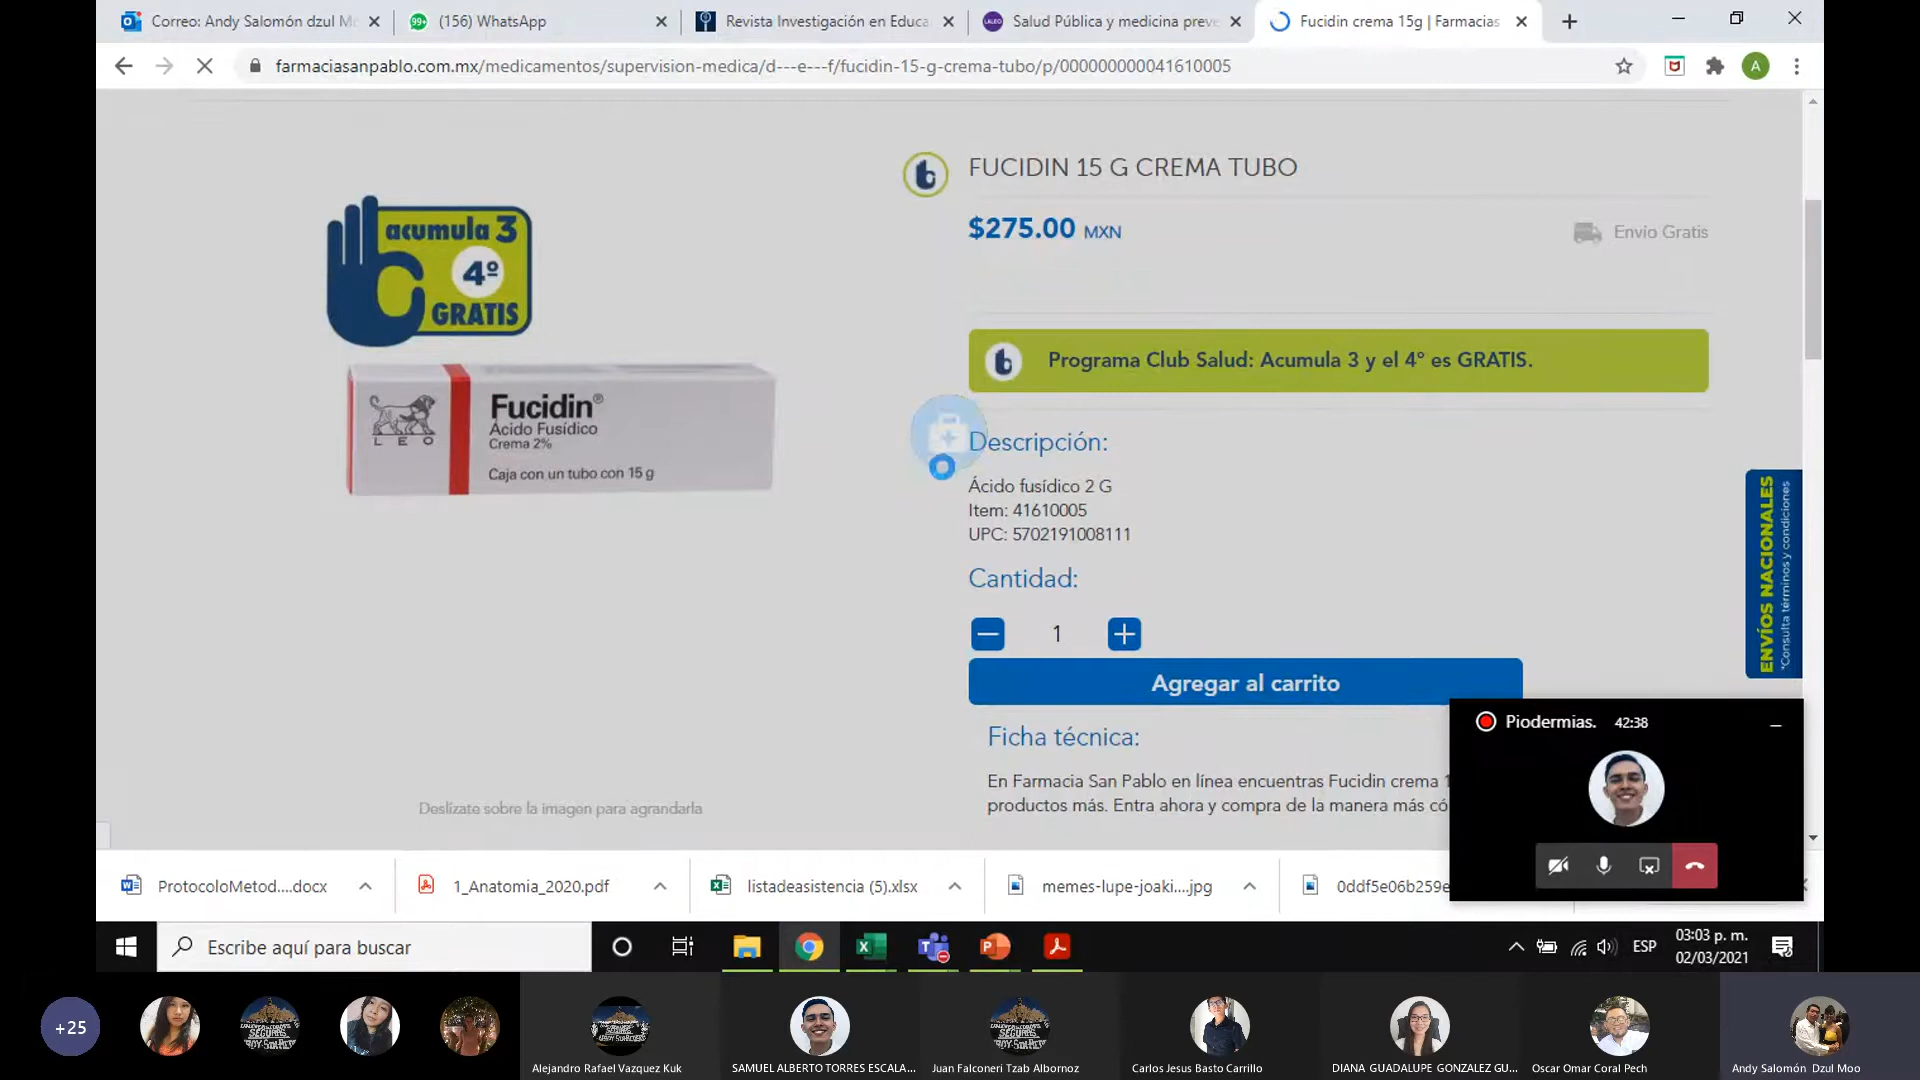 Correo: Andy Salomón dzul Mo
(156) WhatsApp
Revista Investigación en Educa
Salud Pública y medicina preve
Fucidin crema 15g | Farmacias
farmaciasanpablo.com.mx/medicamentos/supervision-medica/d---e---f/fucidin-15-g-crema-tubo/p/000000000041610005
A
FUCIDIN 15 G CREMA TUBO
$275.00 MXN
Envío Gratis
acumula 3
4º
GRATIS
Programa Club Salud: Acumula 3 y el 4° es GRATIS.
Fucidin®
Ácido Fusídico
Crema 2%
LEO
Caja con un tubo con 15 g
Descripción:
Ácido fusídico 2 G
Item: 41610005
UPC: 5702191008111
Cantidad:
1
Agregar al carrito
ENVÍOS NACIONALES
*Consulta términos y condiciones
Ficha técnica:
En Farmacia San Pablo en línea encuentras Fucidin crema 1
productos más. Entra ahora y compra de la manera más có
Deslízate sobre la imagen para agrandarla
Piodermias. 42:38
ProtocoloMetod....docx
1_Anatomia_2020.pdf
listadeasistencia (5).xlsx
memes-lupe-joaki....jpg
0ddf5e06b259e
Escribe aquí para buscar
ESP
03:03 p. m.
02/03/2021
+25
Alejandro Rafael Vazquez Kuk
SAMUEL ALBERTO TORRES ESCALA...
Juan Falconeri Tzab Albornoz
Carlos Jesus Basto Carrillo
DIANA GUADALUPE GONZALEZ GU...
Oscar Omar Coral Pech
Andy Salomón Dzul Moo